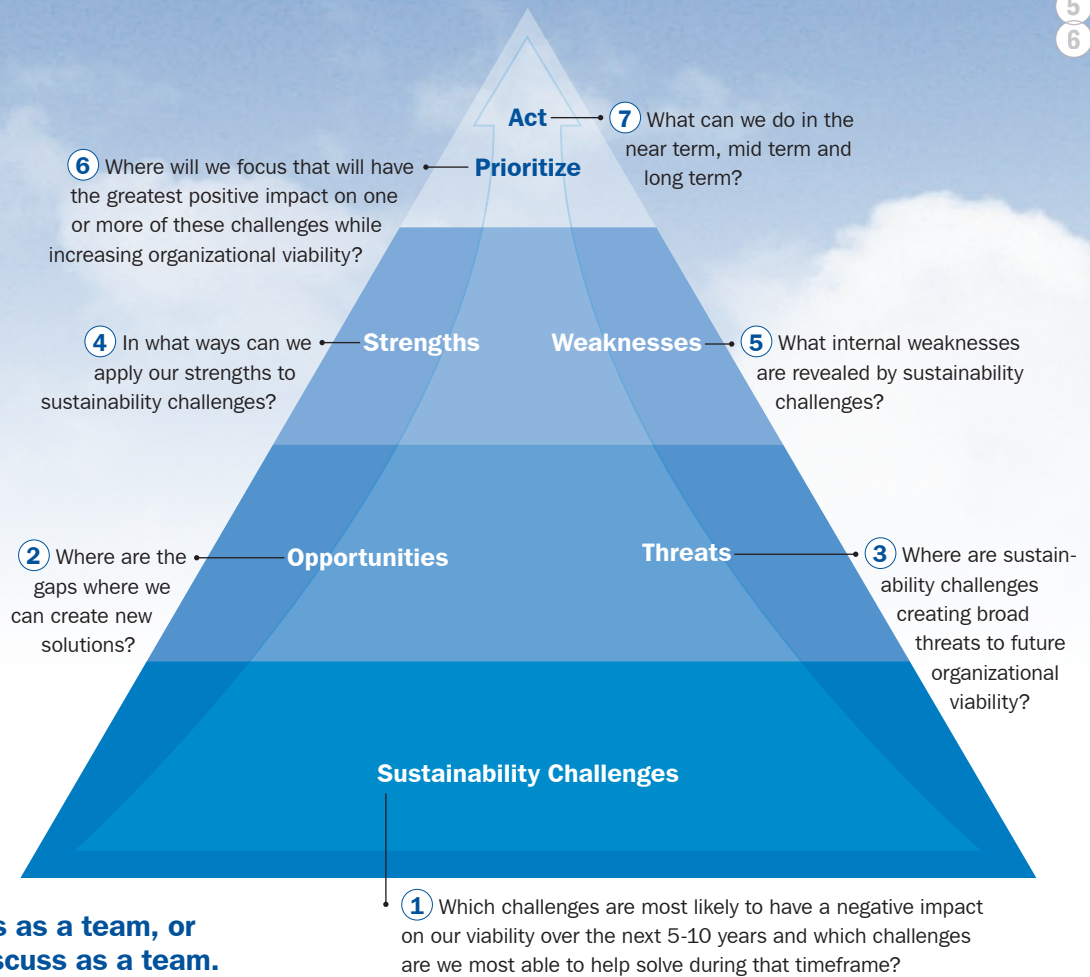 5
6
Act
7 What can we do in the
near term, mid term and
long term?
Prioritize
6 Where will we focus that will have
the greatest positive impact on one
or more of these challenges while
increasing organizational viability?
Strengths
4 In what ways can we
apply our strengths to
sustainability challenges?
Weaknesses
5 What internal weaknesses
are revealed by sustainability
challenges?
Opportunities
2 Where are the
gaps where we
can create new
solutions?
Threats
3 Where are sustain-
ability challenges
creating broad
threats to future
organizational
viability?
Sustainability Challenges
1 Which challenges are most likely to have a negative impact
on our viability over the next 5-10 years and which challenges
are we most able to help solve during that timeframe?
as a team, or
as a team.